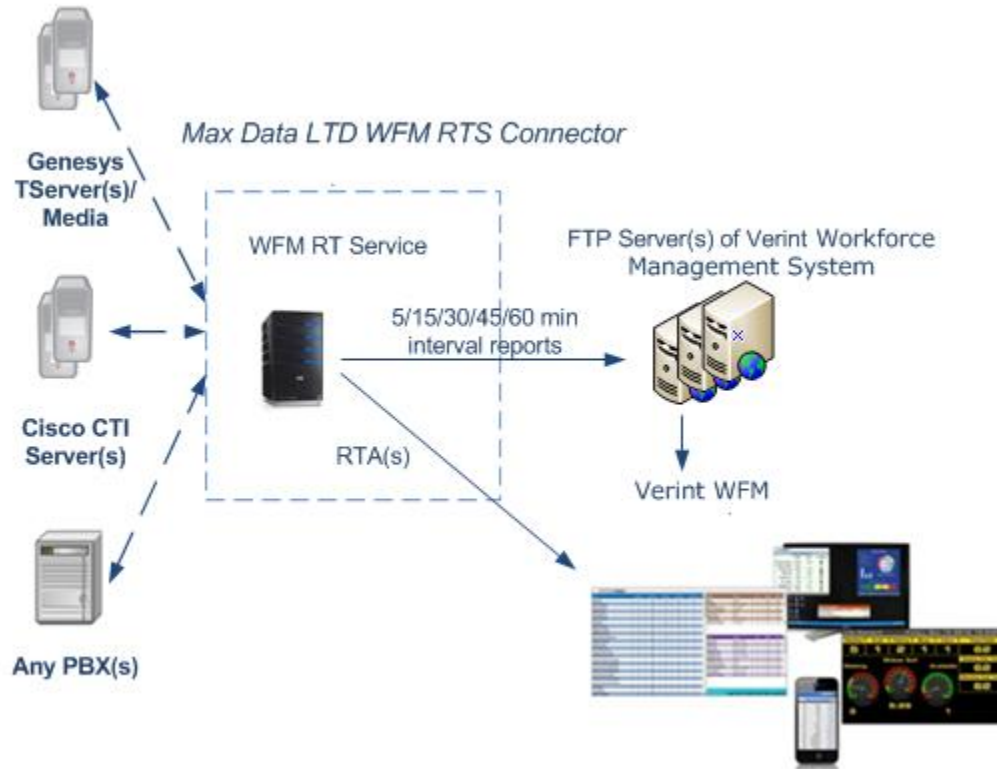 Max Data LTD WFM RTS Connector
Genesys
TServer(s)/
Media
WFM RT Service
FTP Server(s) of Verint Workforce
Management System
5/15/30/45/60 min
interval reports
Cisco CTI
Server(s)
RTA(s)
Verint WFM
Any PBX(s)